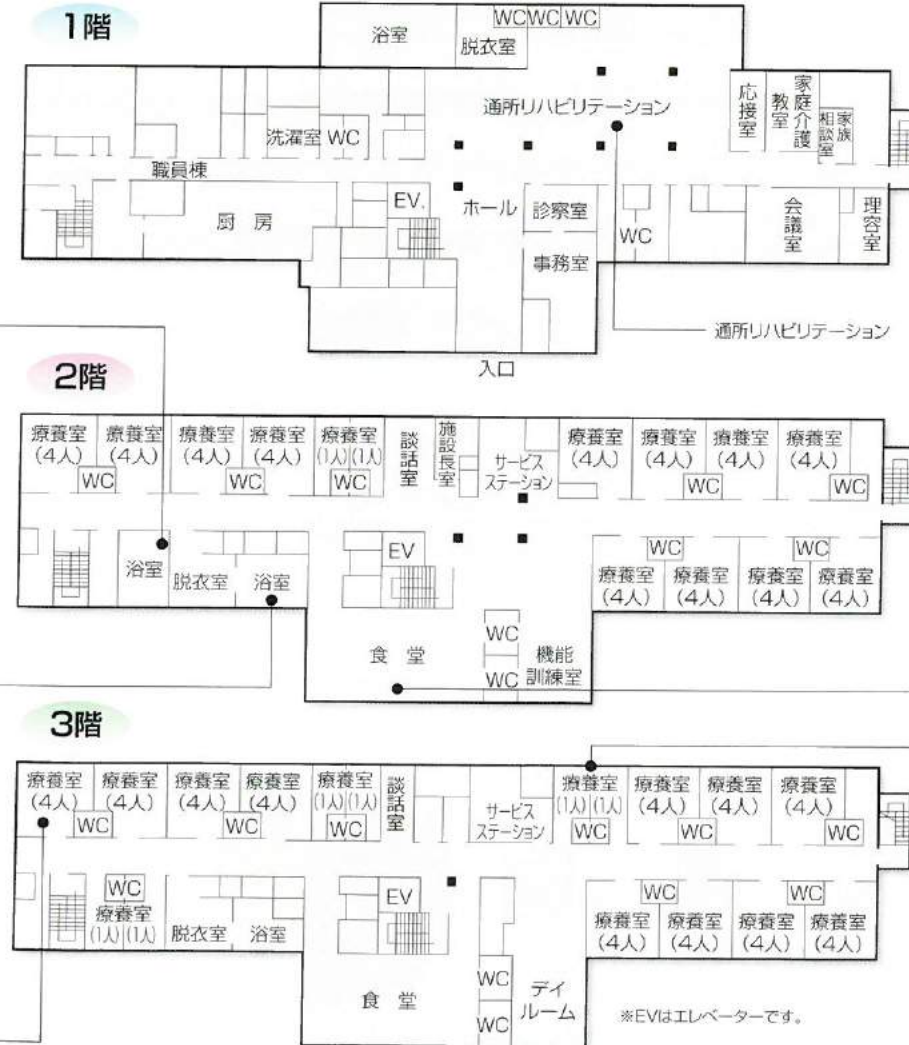 1階
浴室
脱衣室
WC WC WC
通所リハビリテーション
応接室
家庭介護教室
家族相談室
洗濯室
WC
職員棟
厨房
EV
ホール
診察室
事務室
WC
会議室
理容室
通所リハビリテーション
入口
2階
療養室 療養室 療養室 療養室 療養室
(4人) (4人) (4人) (4人) (1人)(1人)
WC WC WC
談話室
施設長室
サービス
ステーション
療養室 療養室 療養室 療養室
(4人) (4人) (4人) (4人)
WC WC
浴室
脱衣室
浴室
EV
WC WC
療養室 療養室 療養室 療養室
(4人) (4人) (4人) (4人)
食堂
WC
WC
機能
訓練室
3階
療養室 療養室 療養室 療養室 療養室
(4人) (4人) (4人) (4人) (1人)(1人)
WC WC WC
談話室
サービス
ステーション
療養室 療養室 療養室 療養室
(1人)(1人) (4人) (4人) (4人)
WC WC WC
WC
療養室
(1人)(1人)
脱衣室
浴室
EV
WC WC
療養室 療養室 療養室 療養室
(4人) (4人) (4人) (4人)
食堂
WC
WC
デイ
ルーム
※EVはエレベーターです。